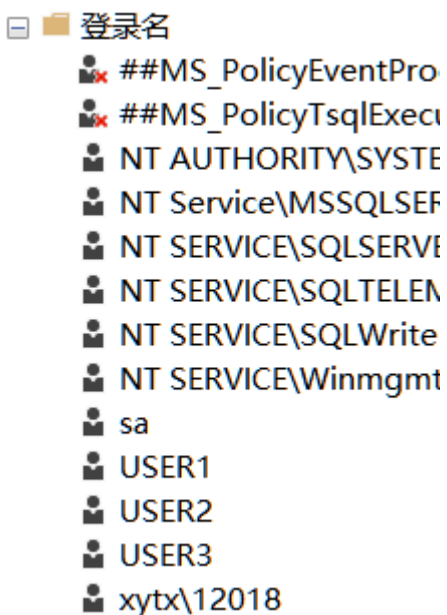 登录名
##MS_PolicyEventPro
##MS_PolicyTsqlExecu
NT AUTHORITY\SYSTE
NT Service\MSSQLSER
NT SERVICE\SQLSERVE
NT SERVICE\SQLTELEM
NT SERVICE\SQLWrite
NT SERVICE\Winmgmt
sa
USER1
USER2
USER3
xytx\12018